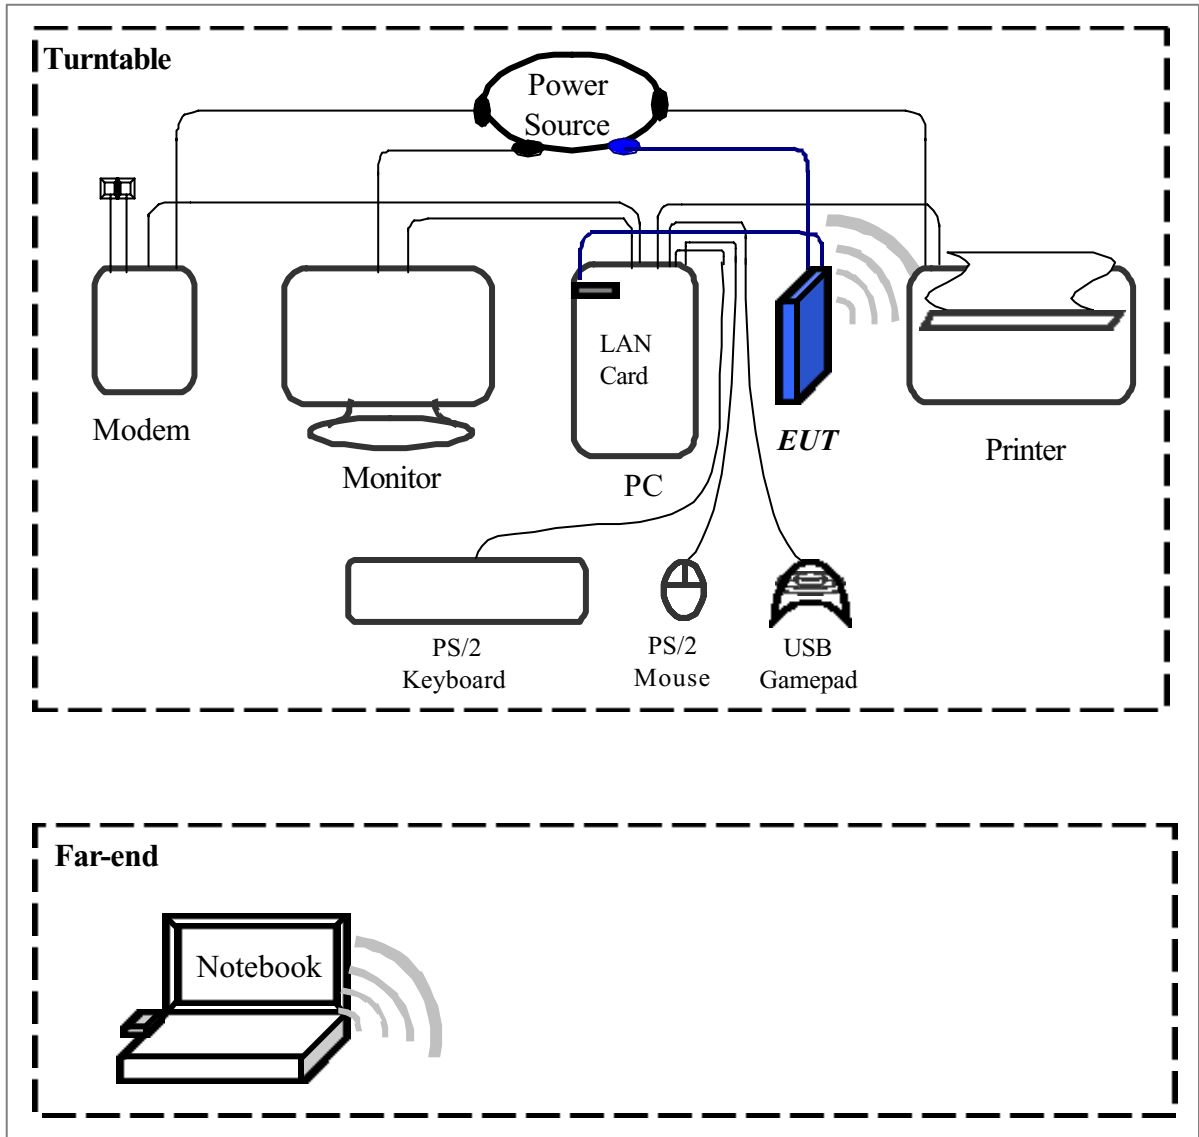 Turntable
Power
Source
LAN
Card
Modem
Monitor
PC
EUT
Printer
PS/2
Keyboard
PS/2
Mouse
USB
Gamepad
Far-end
Notebook